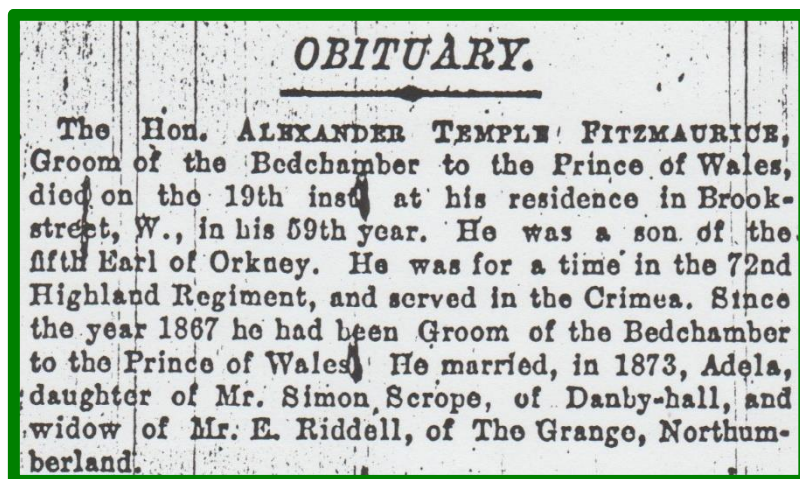 OBITUARY.
The Hon. ALEXANDER TEMPLE FITZMAURICE,
Groom of the Bedchamber to the Prince of Wales,
died on the 19th inst. at his residence in Brook-
street, W., in his 59th year. He was a son of the
fifth Earl of Orkney. He was for a time in the 72nd
Highland Regiment, and served in the Crimea. Since
the year 1867 he had been Groom of the Bedchamber
to the Prince of Wales. He married, in 1873, Adela,
daughter of Mr. Simon Scrope, of Danby-hall, and
widow of Mr. E. Riddell, of The Grange, Northum-
berland.